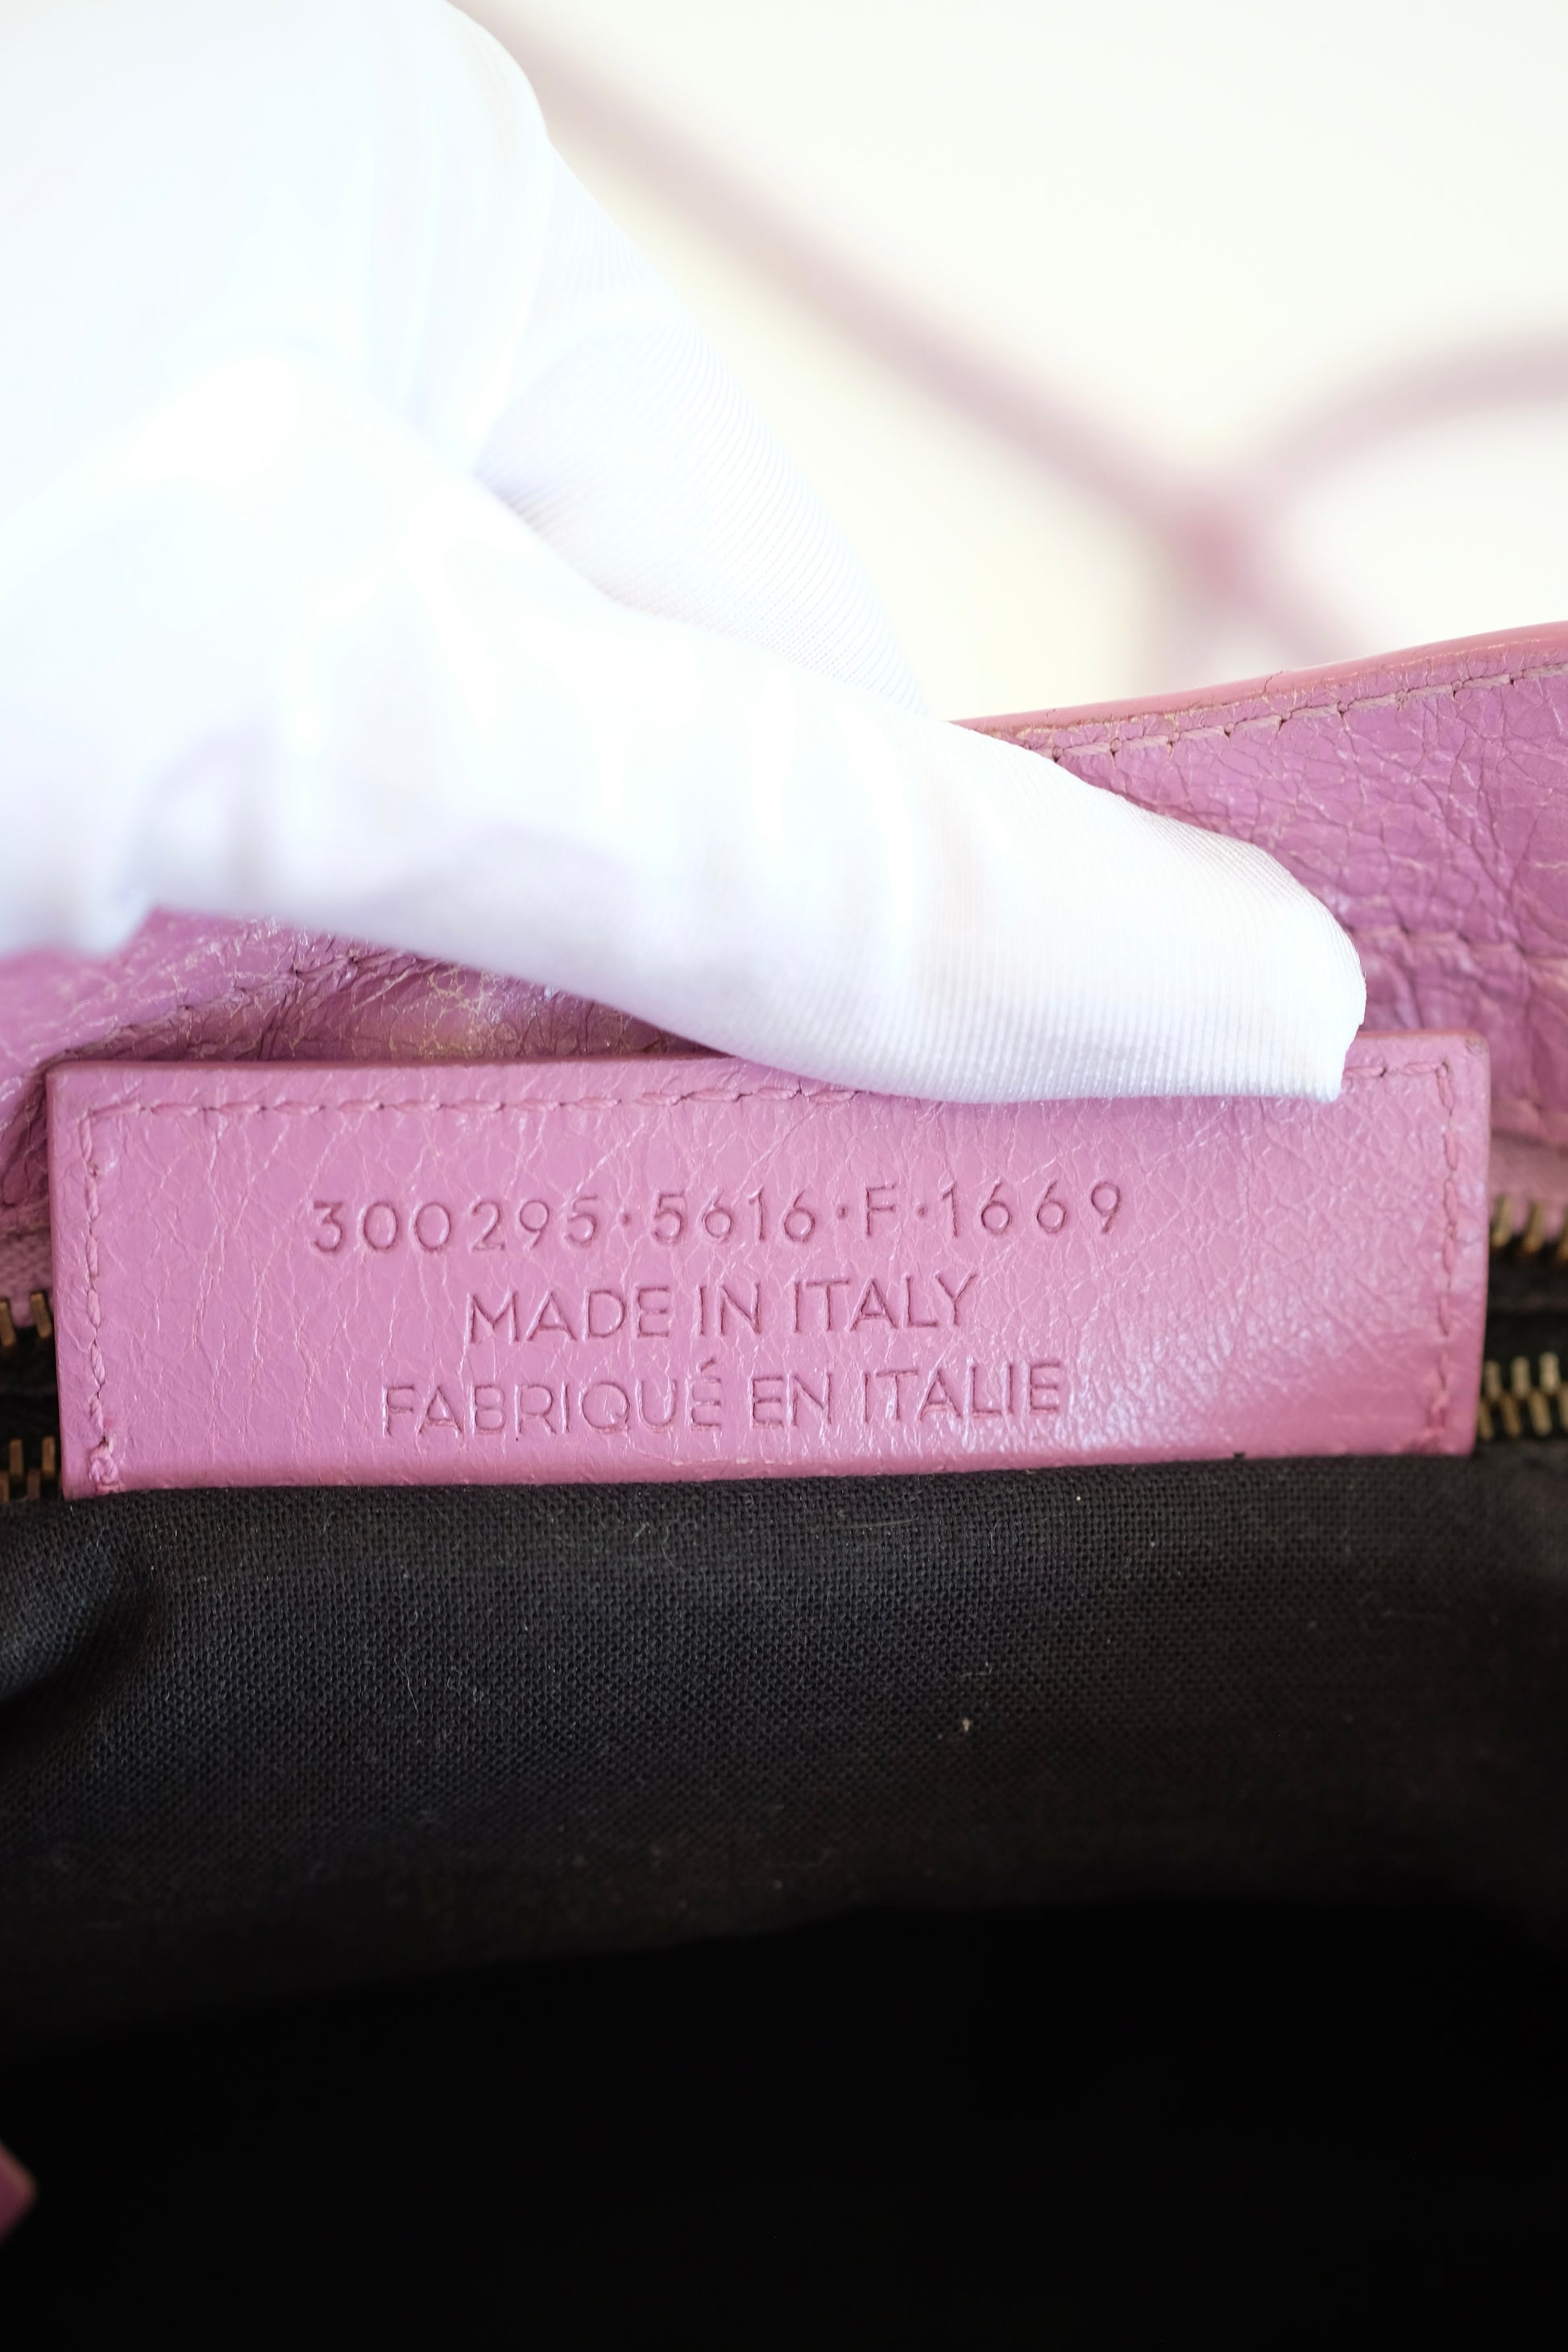 300295·5616·F·1669
MADE IN ITALY
FABRIQUÉ EN ITALIE